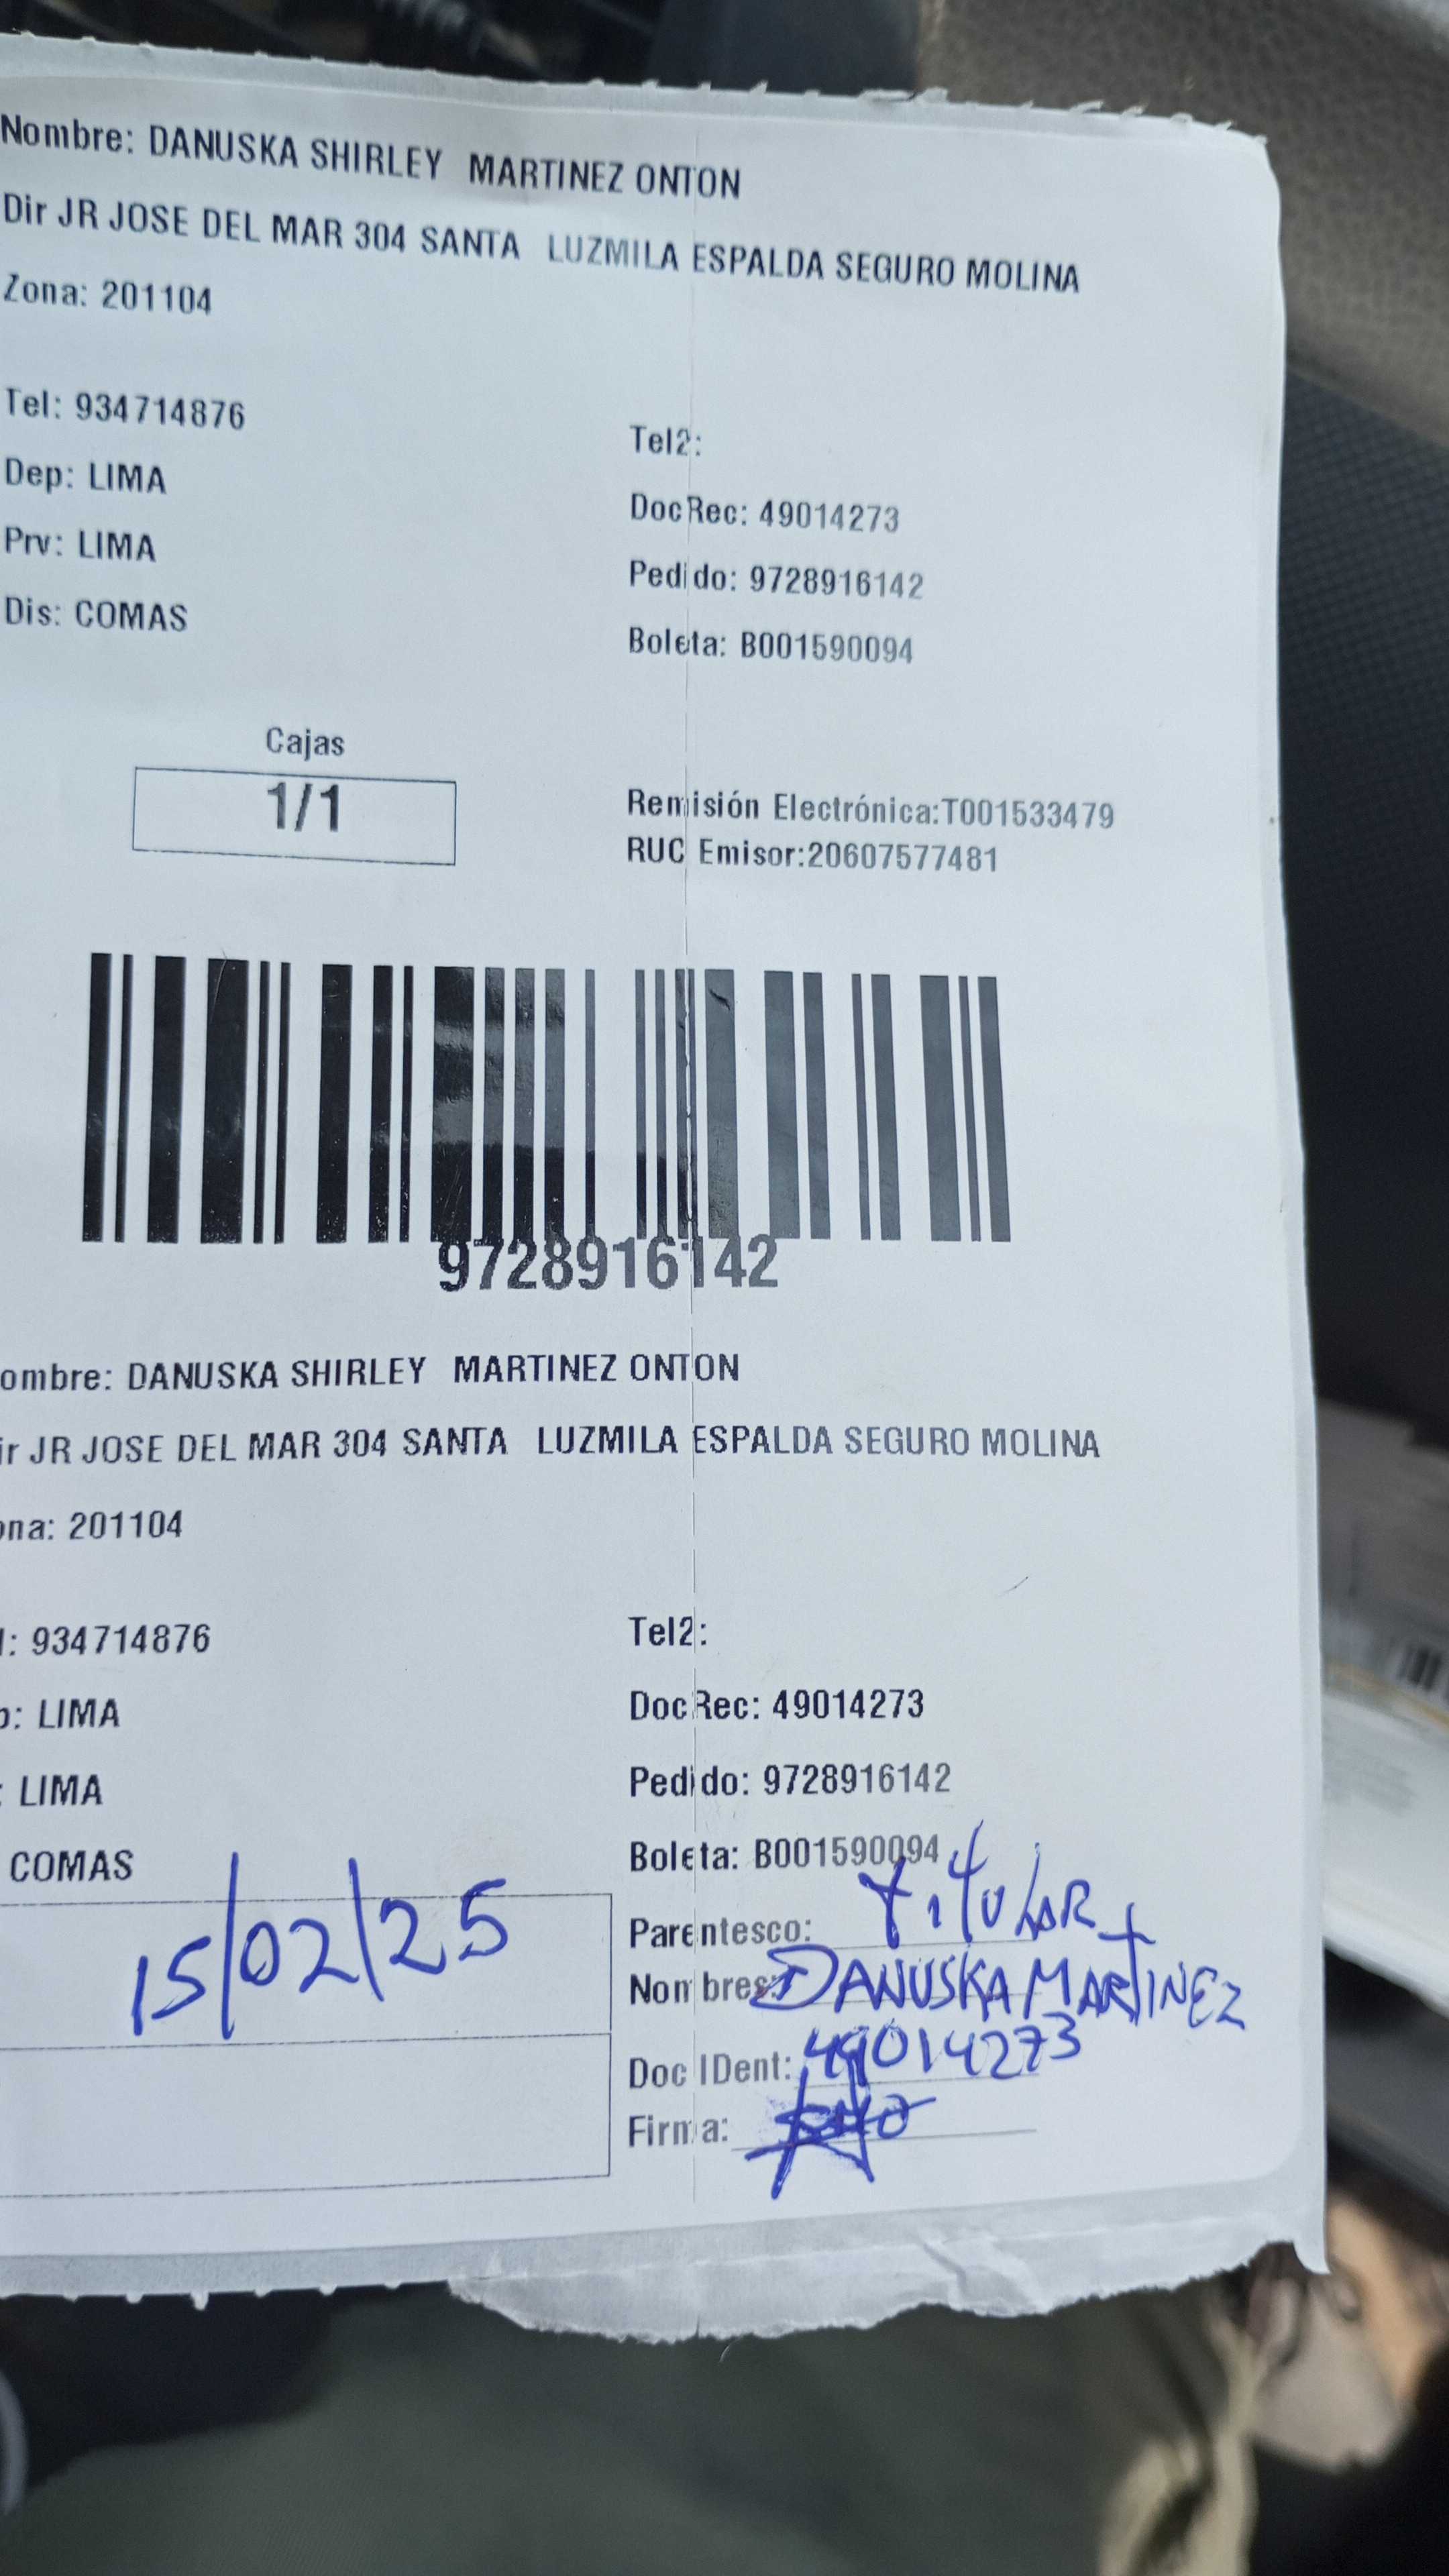 Nombre: DANUSKA SHIRLEY MARTINEZ ONTON
Dir JR JOSE DEL MAR 304 SANTA LUZMILA ESPALDA SEGURO MOLINA
Zona: 201104
Tel: 934714876
Tel2:
Dep: LIMA
DocRec: 49014273
Prv: LIMA
Pedido: 9728916142
Dis: COMAS
Boleta: B001590094
Cajas
1/1
Remisión Electrónica:T001533479
RUC Emisor:20607577481
9728916142
ombre: DANUSKA SHIRLEY MARTINEZ ONTON
ir JR JOSE DEL MAR 304 SANTA LUZMILA ESPALDA SEGURO MOLINA
ona: 201104
l: 934714876
Tel2:
p: LIMA
DocRec: 49014273
: LIMA
Pedido: 9728916142
COMAS
Boleta: B001590094
15/02/25
Parentesco: TITULAR
Nombres: DANUSKA MARTINEZ
Doc IDent: 49014273
Firma: